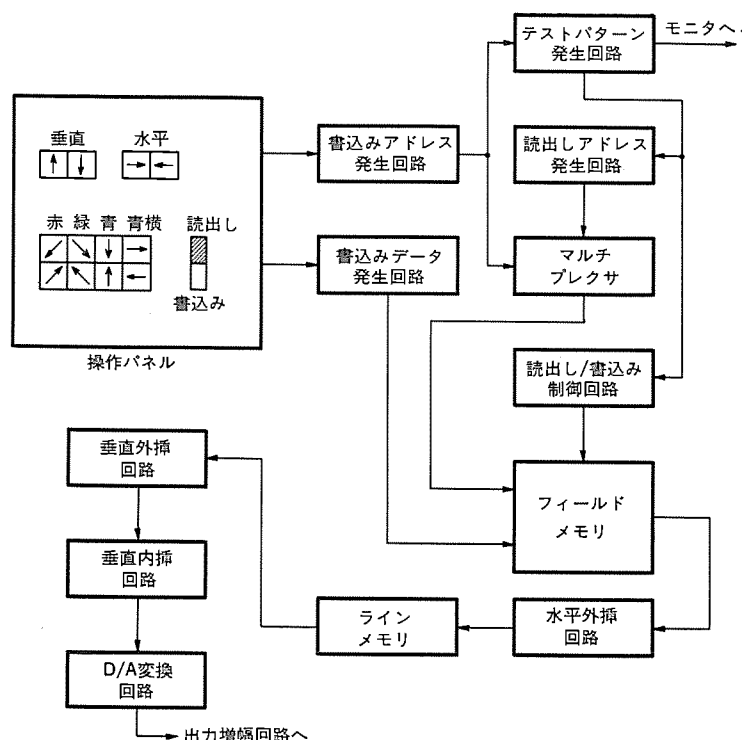 テストパターン
発生回路
モニタへ
垂直 水平
書込みアドレス
発生回路
読出しアドレス
発生回路
赤 緑 青 青横 読出し
書込み
書込みデータ
発生回路
マルチ
プレクサ
操作パネル
読出し/書込み
制御回路
垂直外挿
回路
フィールド
メモリ
垂直内挿
回路
ライン
メモリ
水平外挿
回路
D/A変換
回路
出力増幅回路へ